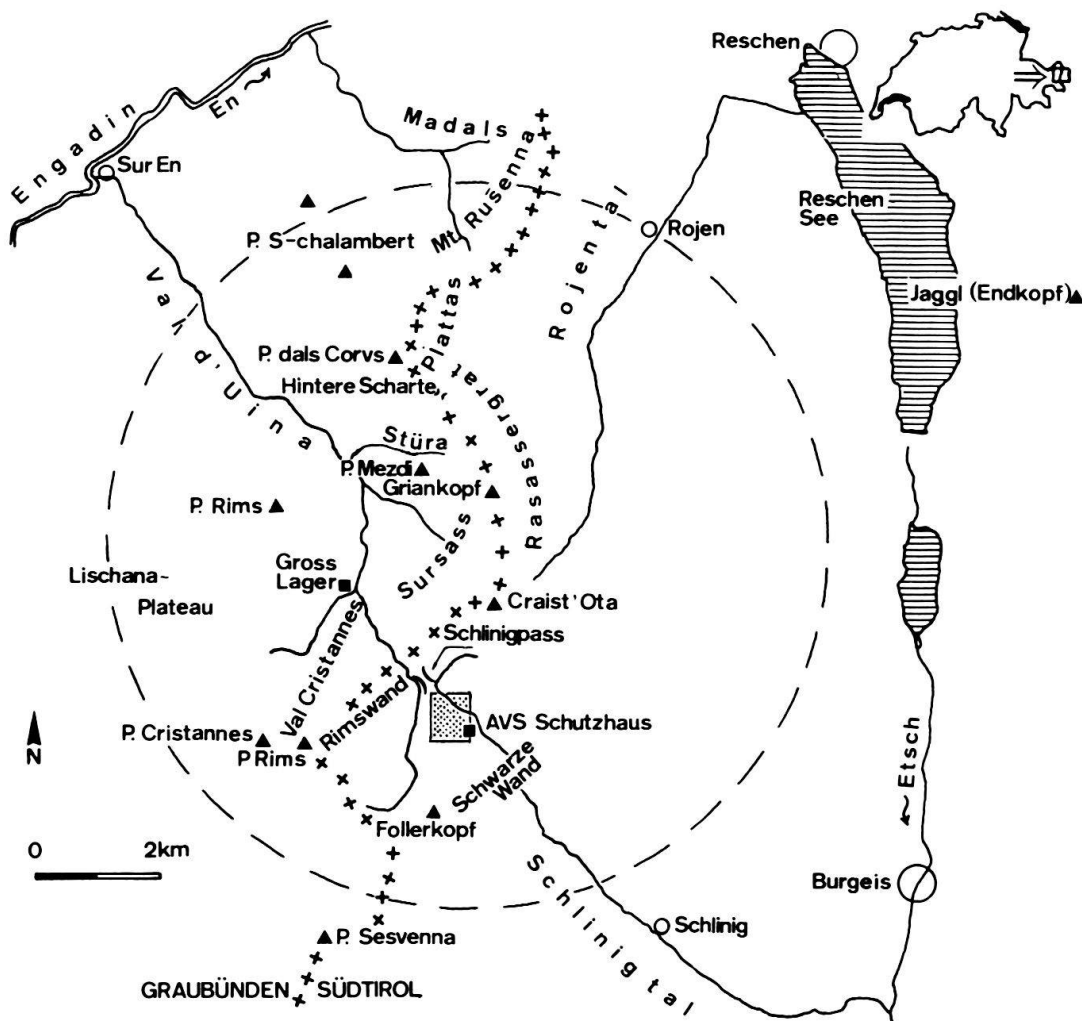 Reschen
Engadin
En
Madals
Sur En
Mt. Rusenna
Reschen
See
Rojental
Rojen
P. S-chalambert
Val d'Uina
Plattas
Jaggl (Endkopf)
P. dals Corvs
Hintere Scharte
Rasassergrat
Stüra
P. Mezdi
Griankopf
P. Rims
Sursass
Gross
Lager
Lischana-
Plateau
Craist'Ota
Schlinigpass
Val Cristannes
Rimswand
AVS Schutzhaus
P. Cristannes
P Rims
N
Schwarze
Wand
Etsch
Follerkopf
0 2km
Burgeis
Schlinigtal
Schlinig
P. Sesvenna
GRAUBÜNDEN SÜDTIROL